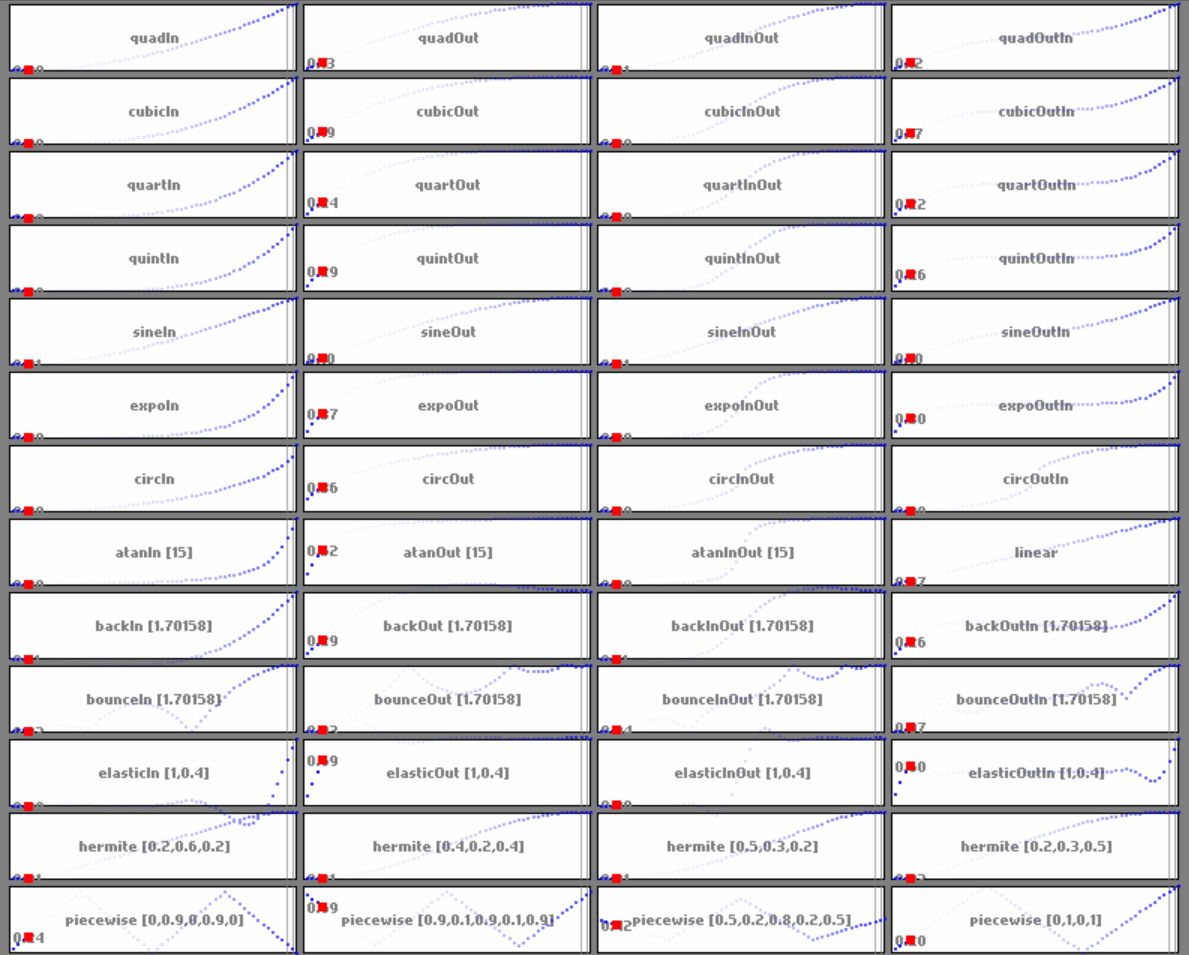 quadIn quadOut quadInOut quadOutIn
cubicIn cubicOut cubicInOut cubicOutIn
quartIn quartOut quartInOut quartOutIn
quintIn quintOut quintInOut quintOutIn
sineIn sineOut sineInOut sineOutIn
expoIn expoOut expoInOut expoOutIn
circIn circOut circInOut circOutIn
atanIn [15] atanOut [15] atanInOut [15] linear
backIn [1.70158] backOut [1.70158] backInOut [1.70158] backOutIn [1.70158]
bounceIn [1.70158] bounceOut [1.70158] bounceInOut [1.70158] bounceOutIn [1.70158]
elasticIn [1,0.4] elasticOut [1,0.4] elasticInOut [1,0.4] elasticOutIn [1,0.4]
hermite [0.2,0.6,0.2] hermite [0.4,0.2,0.4] hermite [0.5,0.3,0.2] hermite [0.2,0.3,0.5]
piecewise [0,0.9,0,0.9,0] piecewise [0.9,0.1,0.9,0.1,0.9] piecewise [0.5,0.2,0.8,0.2,0.5] piecewise [0,1,0,1]